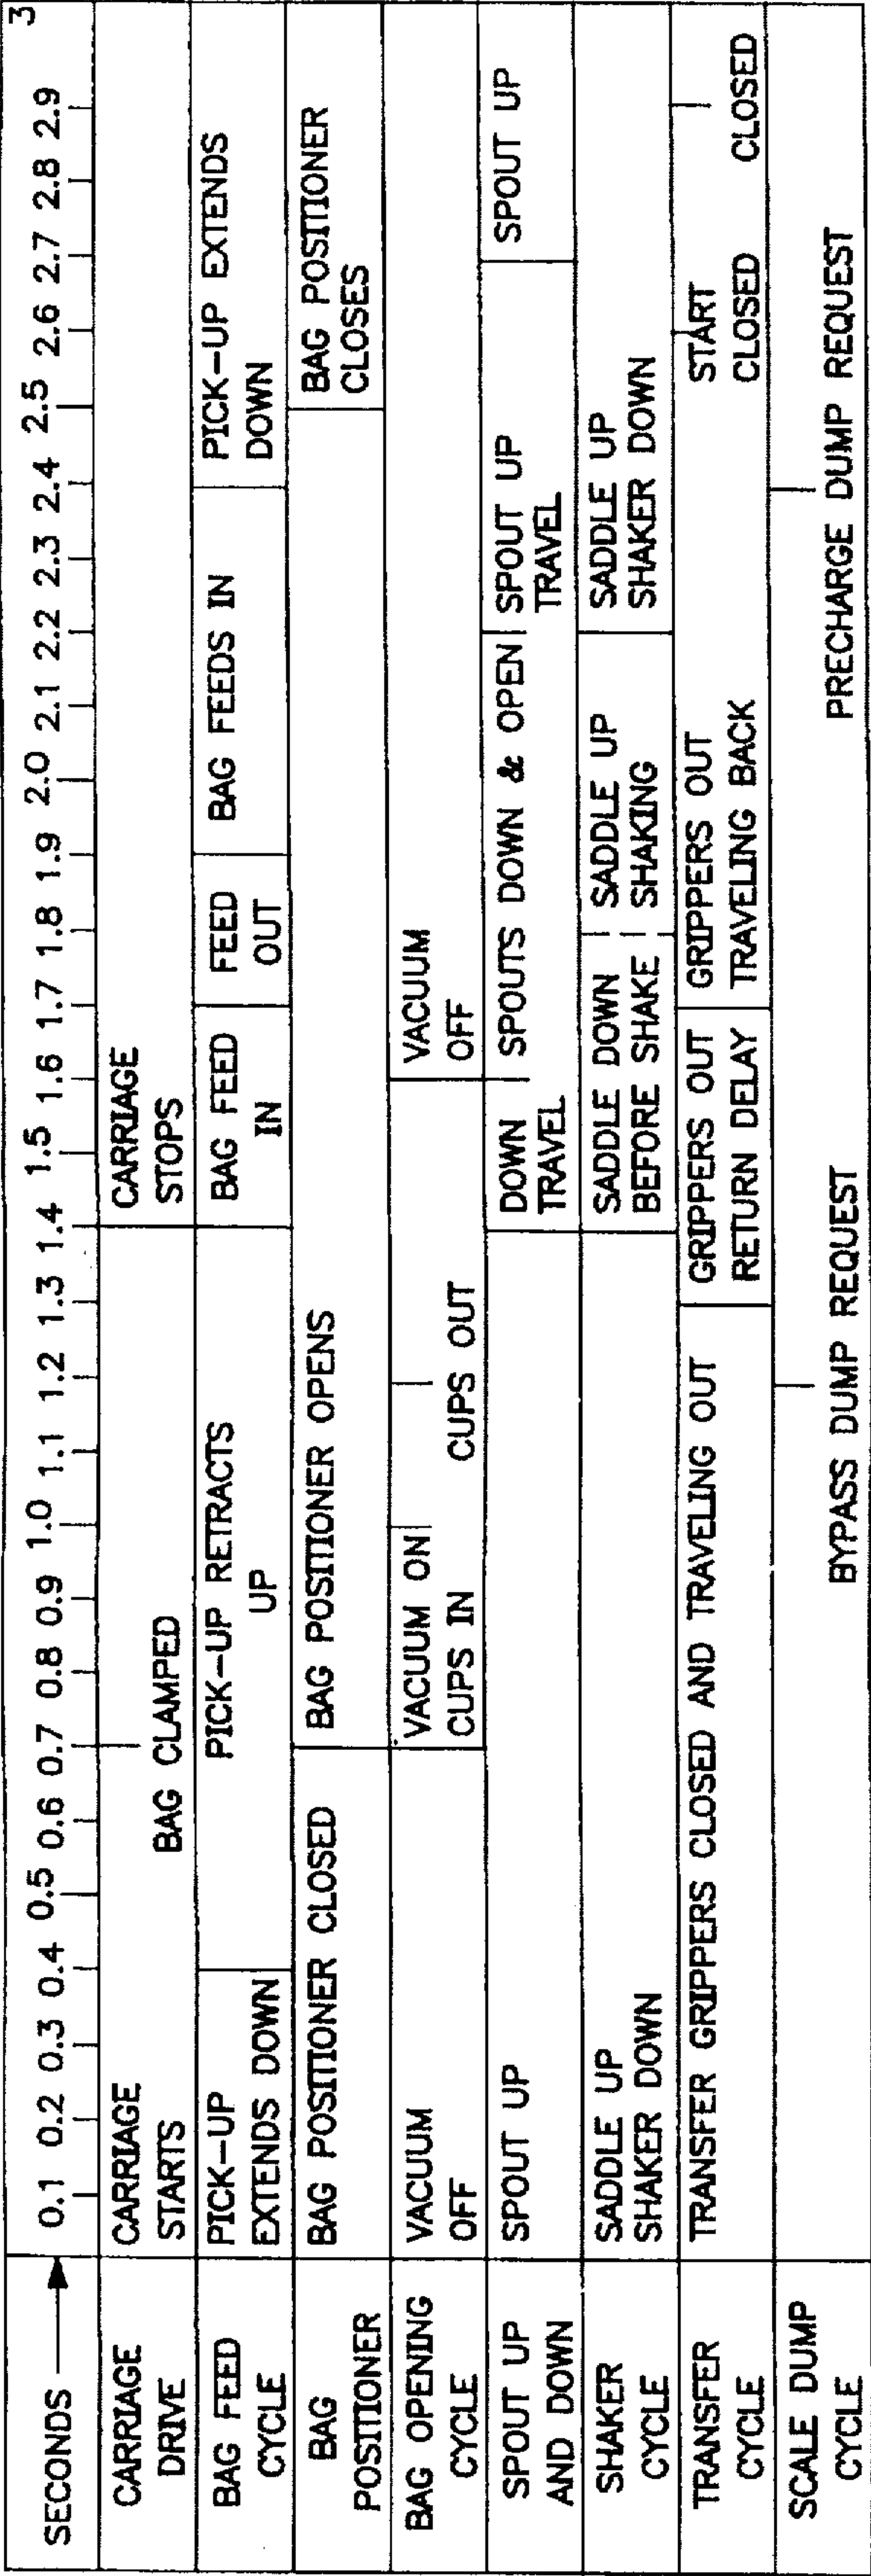 SECONDS 0.1 0.2 0.3 0.4 0.5 0.6 0.7 0.8 0.9 1.0 1.1 1.2 1.3 1.4 1.5 1.6 1.7 1.8 1.9 2.0 2.1 2.2 2.3 2.4 2.5 2.6 2.7 2.8 2.9 3
CARRIAGE DRIVE
CARRIAGE STARTS
BAG CLAMPED
CARRIAGE STOPS
BAG FEED CYCLE
PICK-UP
EXTENDS DOWN
PICK-UP RETRACTS
UP
BAG FEED
IN
FEED
OUT
BAG FEEDS IN
PICK-UP EXTENDS
DOWN
BAG
POSITIONER
BAG POSITIONER CLOSED
BAG POSITIONER OPENS
BAG POSITIONER
CLOSES
BAG OPENING
CYCLE
VACUUM
OFF
VACUUM ON
CUPS IN
CUPS OUT
VACUUM
OFF
SPOUT UP
AND DOWN
SPOUT UP
DOWN
TRAVEL
SPOUTS DOWN & OPEN
SPOUT UP
TRAVEL
SPOUT UP
SHAKER
CYCLE
SADDLE UP
SHAKER DOWN
SADDLE DOWN
BEFORE SHAKE
SADDLE UP
SHAKING
SADDLE UP
SHAKER DOWN
TRANSFER
CYCLE
TRANSFER GRIPPERS CLOSED AND TRAVELING OUT
GRIPPERS OUT
RETURN DELAY
GRIPPERS OUT
TRAVELING BACK
START
CLOSED
CLOSED
SCALE DUMP
CYCLE
BYPASS DUMP REQUEST
PRECHARGE DUMP REQUEST